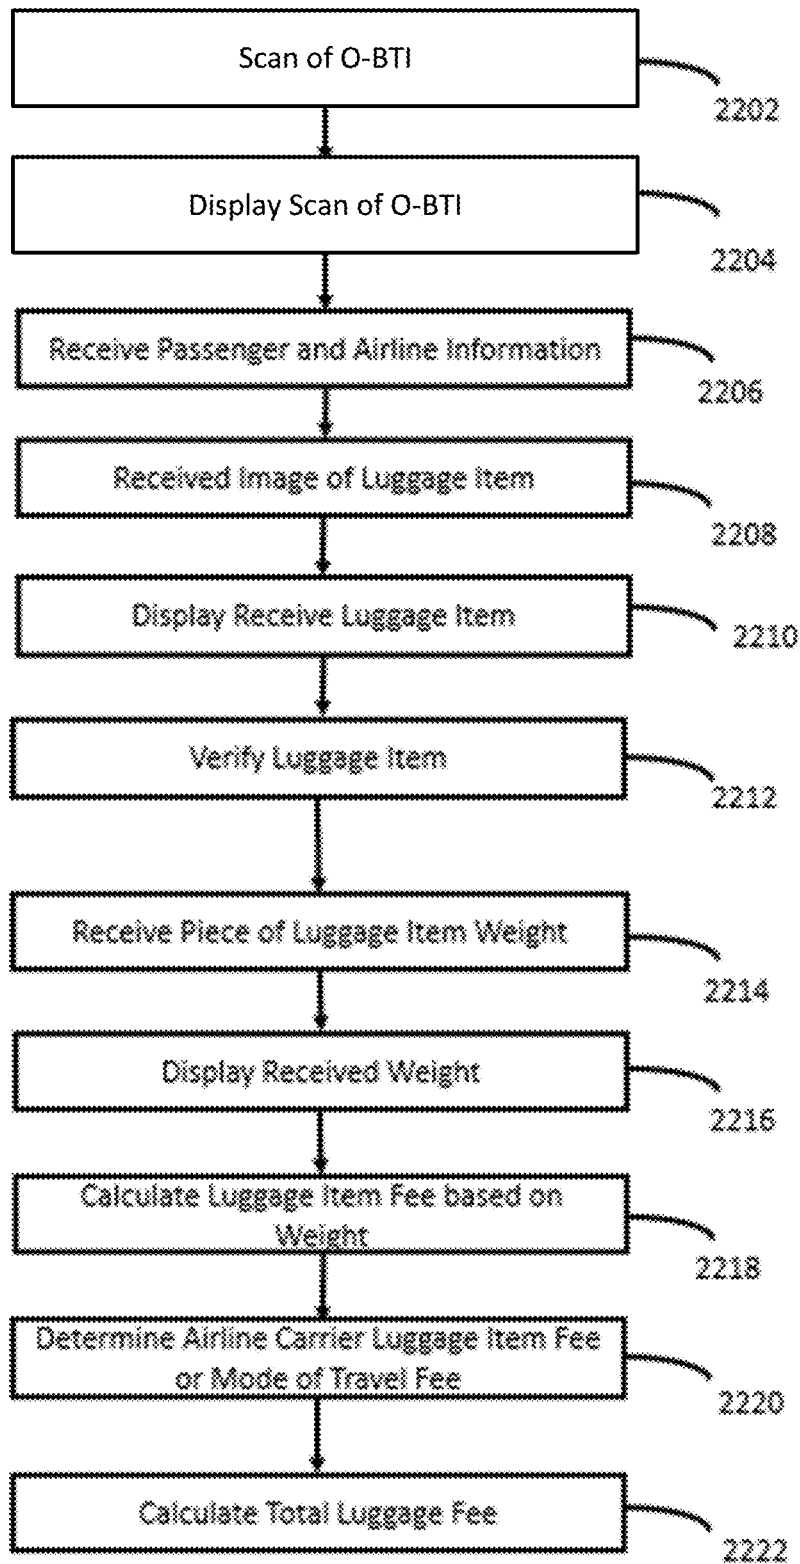 Scan of O-BTI
2202
Display Scan of O-BTI
2204
Receive Passenger and Airline Information
2206
Received Image of Luggage Item
2208
Display Receive Luggage Item
2210
Verify Luggage Item
2212
Receive Piece of Luggage Item Weight
2214
Display Received Weight
2216
Calculate Luggage Item Fee based on
Weight
2218
Determine Airline Carrier Luggage Item Fee
or Mode of Travel Fee
2220
Calculate Total Luggage Fee
2222